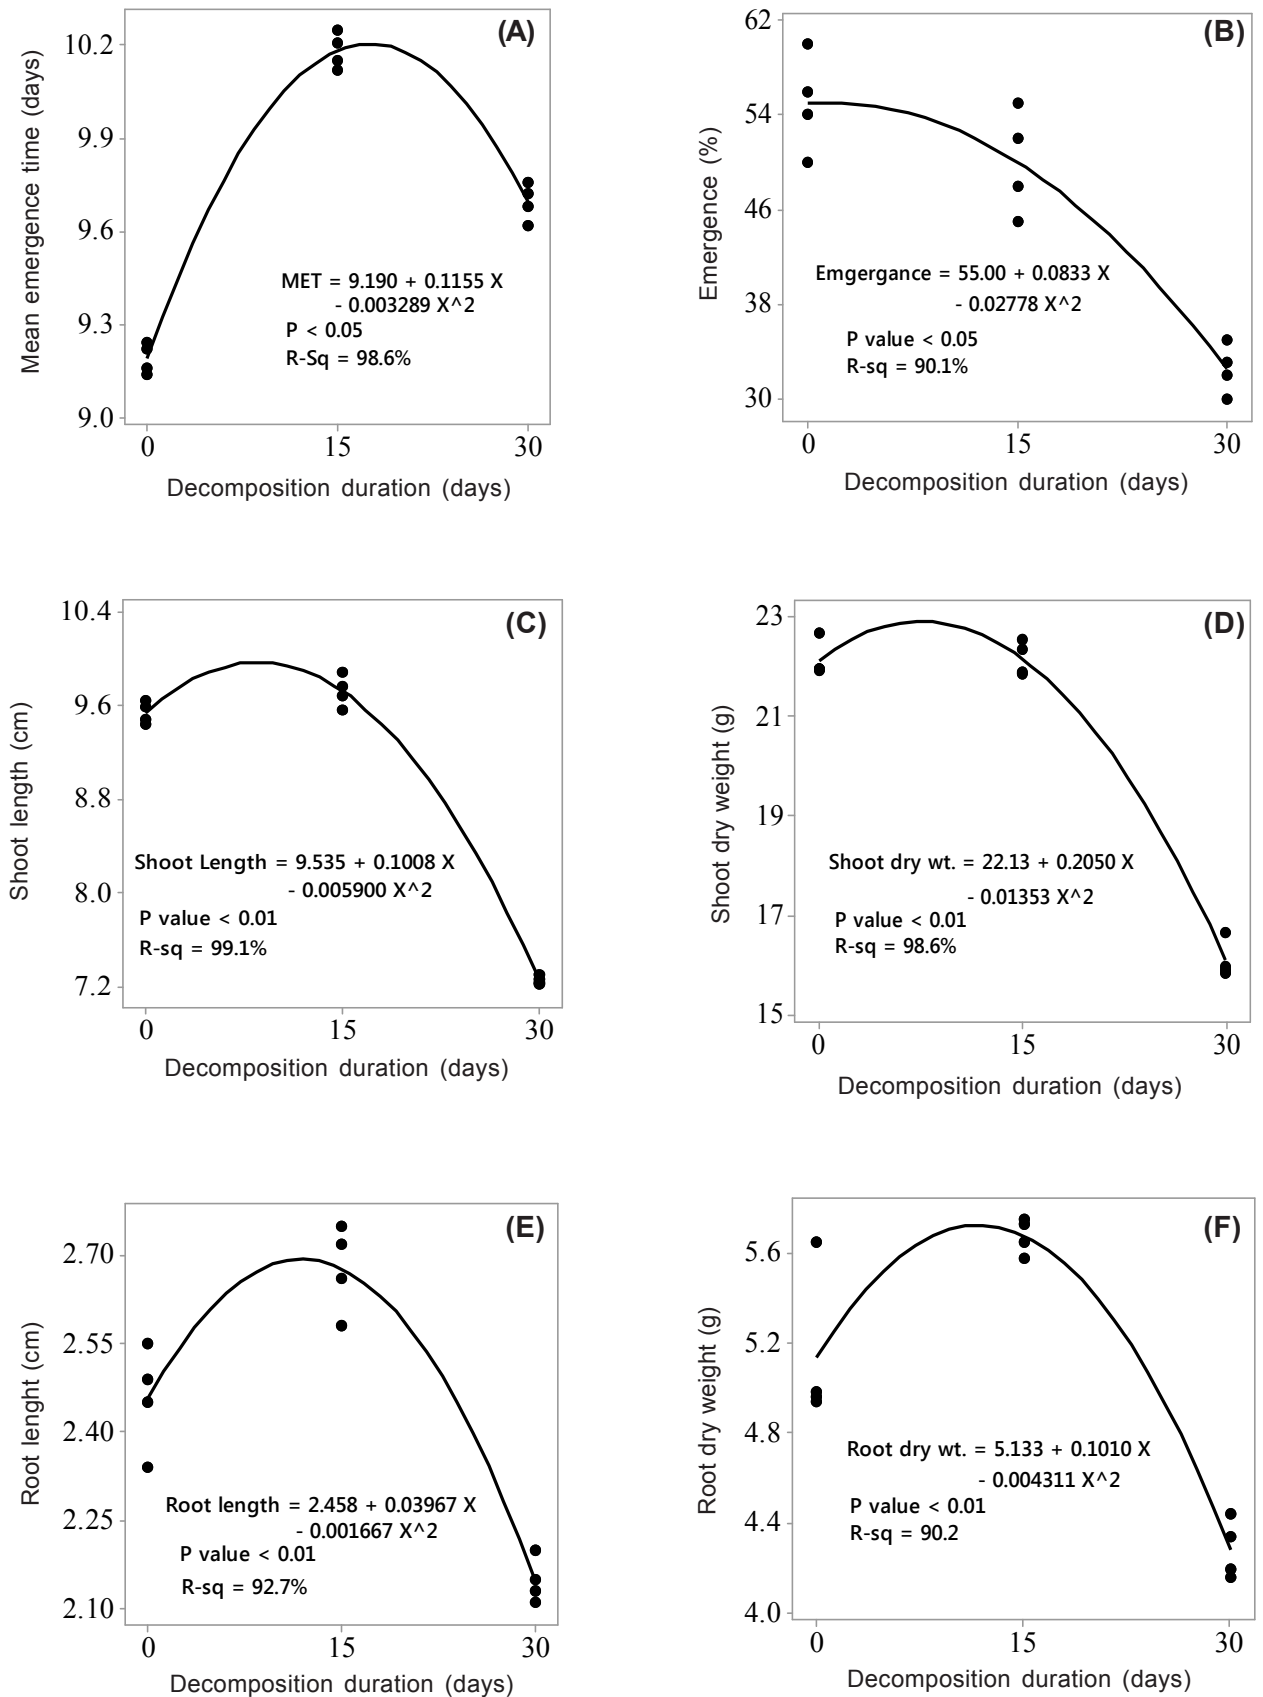 (A)
Mean emergence time (days)
10.2
9.9
9.6
9.3
9.0
MET = 9.190 + 0.1155 X
- 0.003289 X^2
P < 0.05
R-Sq = 98.6%
0 15 30
Decomposition duration (days)
(B)
Emergence (%)
62
54
46
38
30
Emgergance = 55.00 + 0.0833 X
- 0.02778 X^2
P value < 0.05
R-sq = 90.1%
0 15 30
Decomposition duration (days)
(C)
Shoot length (cm)
10.4
9.6
8.8
8.0
7.2
Shoot Length = 9.535 + 0.1008 X
- 0.005900 X^2
P value < 0.01
R-sq = 99.1%
0 15 30
Decomposition duration (days)
(D)
Shoot dry weight (g)
23
21
19
17
15
Shoot dry wt. = 22.13 + 0.2050 X
- 0.01353 X^2
P value < 0.01
R-sq = 98.6%
0 15 30
Decomposition duration (days)
(E)
Root lenght (cm)
2.70
2.55
2.40
2.25
2.10
Root length = 2.458 + 0.03967 X
- 0.001667 X^2
P value < 0.01
R-sq = 92.7%
0 15 30
Decomposition duration (days)
(F)
Root dry weight (g)
5.6
5.2
4.8
4.4
4.0
Root dry wt. = 5.133 + 0.1010 X
- 0.004311 X^2
P value < 0.01
R-sq = 90.2
0 15 30
Decomposition duration (days)